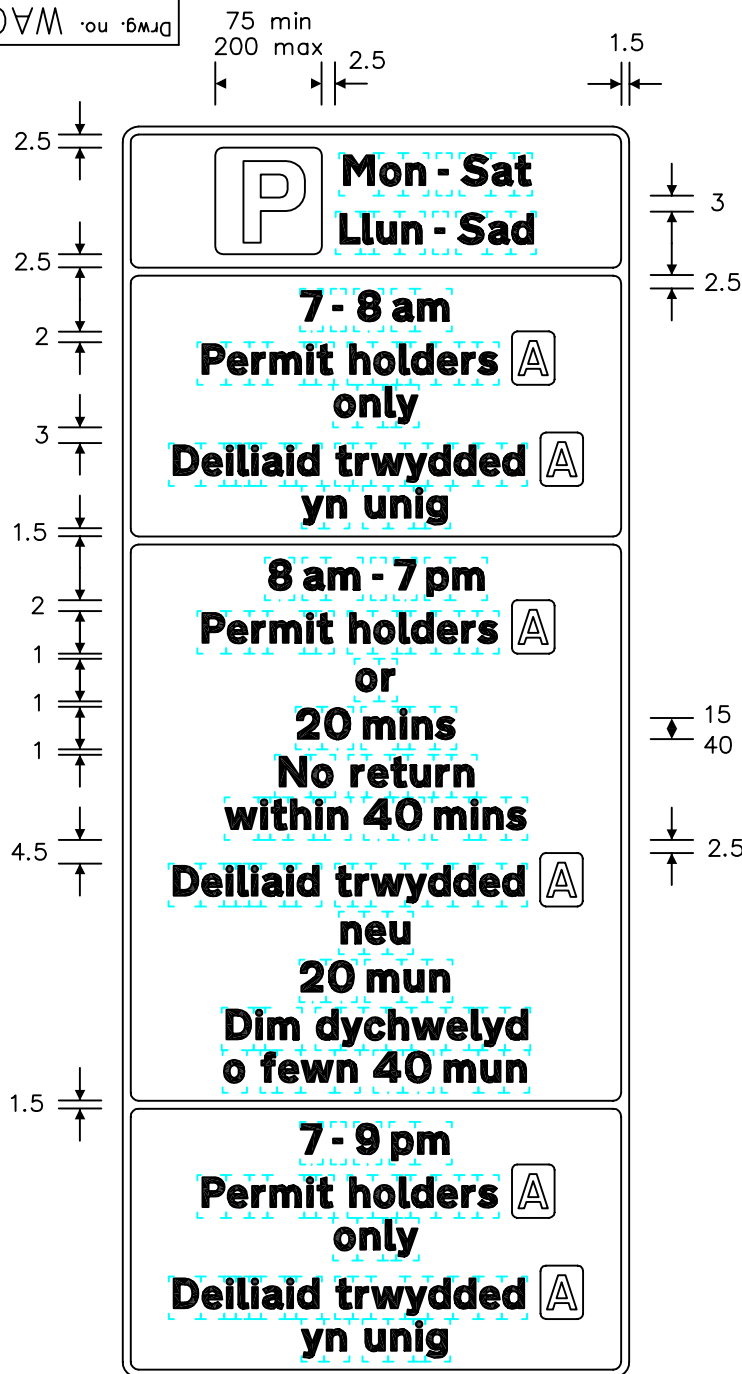 Drwg. no. WAG
75 min
200 max
2.5
1.5
2.5
P
Mon - Sat
Llun - Sad
3
2.5
2.5
7 - 8 am
2
Permit holders A
only
3
Deiliaid trwydded A
yn unig
1.5
8 am - 7 pm
2
Permit holders A
1
or
1
20 mins
15
40
1
No return
within 40 mins
4.5
2.5
Deiliaid trwydded A
neu
20 mun
Dim dychwelyd
o fewn 40 mun
1.5
7 - 9 pm
Permit holders A
only
Deiliaid trwydded A
yn unig